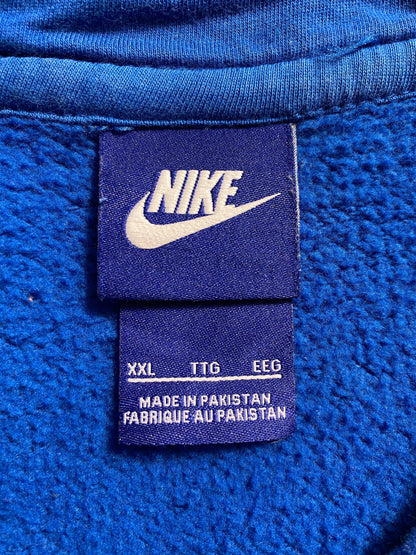 NIKE
XXL TTG EEG
MADE IN PAKISTAN
FABRIQUE AU PAKISTAN